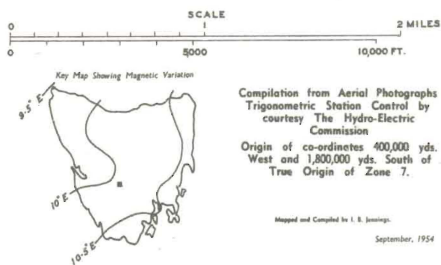 SCALE
0 1 2 MILES
0 5000 10,000 FT.
Key Map Showing Magnetic Variation
9·5° E
10° E
10·5° E
Compilation from Aerial Photographs
Trigonometric Station Control by
courtesy The Hydro-Electric
Commission
Origin of co-ordinates 400,000 yds.
West and 1,800,000 yds. South of
True Origin of Zone 7.
Mapped and Compiled by I. B. Jennings.
September, 1954